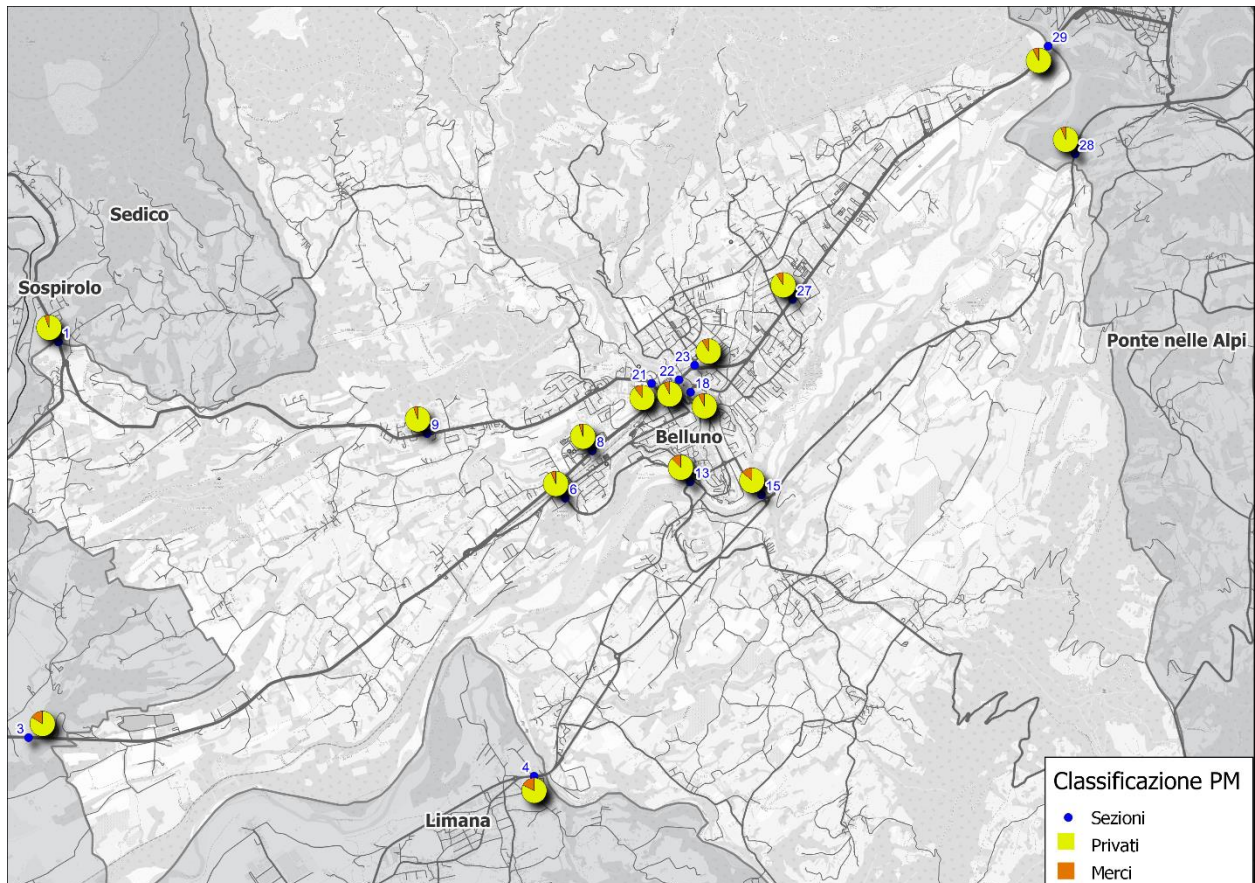 29
28
Sedico
Sospirolo
1
27
Ponte nelle Alpi
23
22
21
18
9
Belluno
8
13
15
6
3
4
Limana
Classificazione PM
Sezioni
Privati
Merci